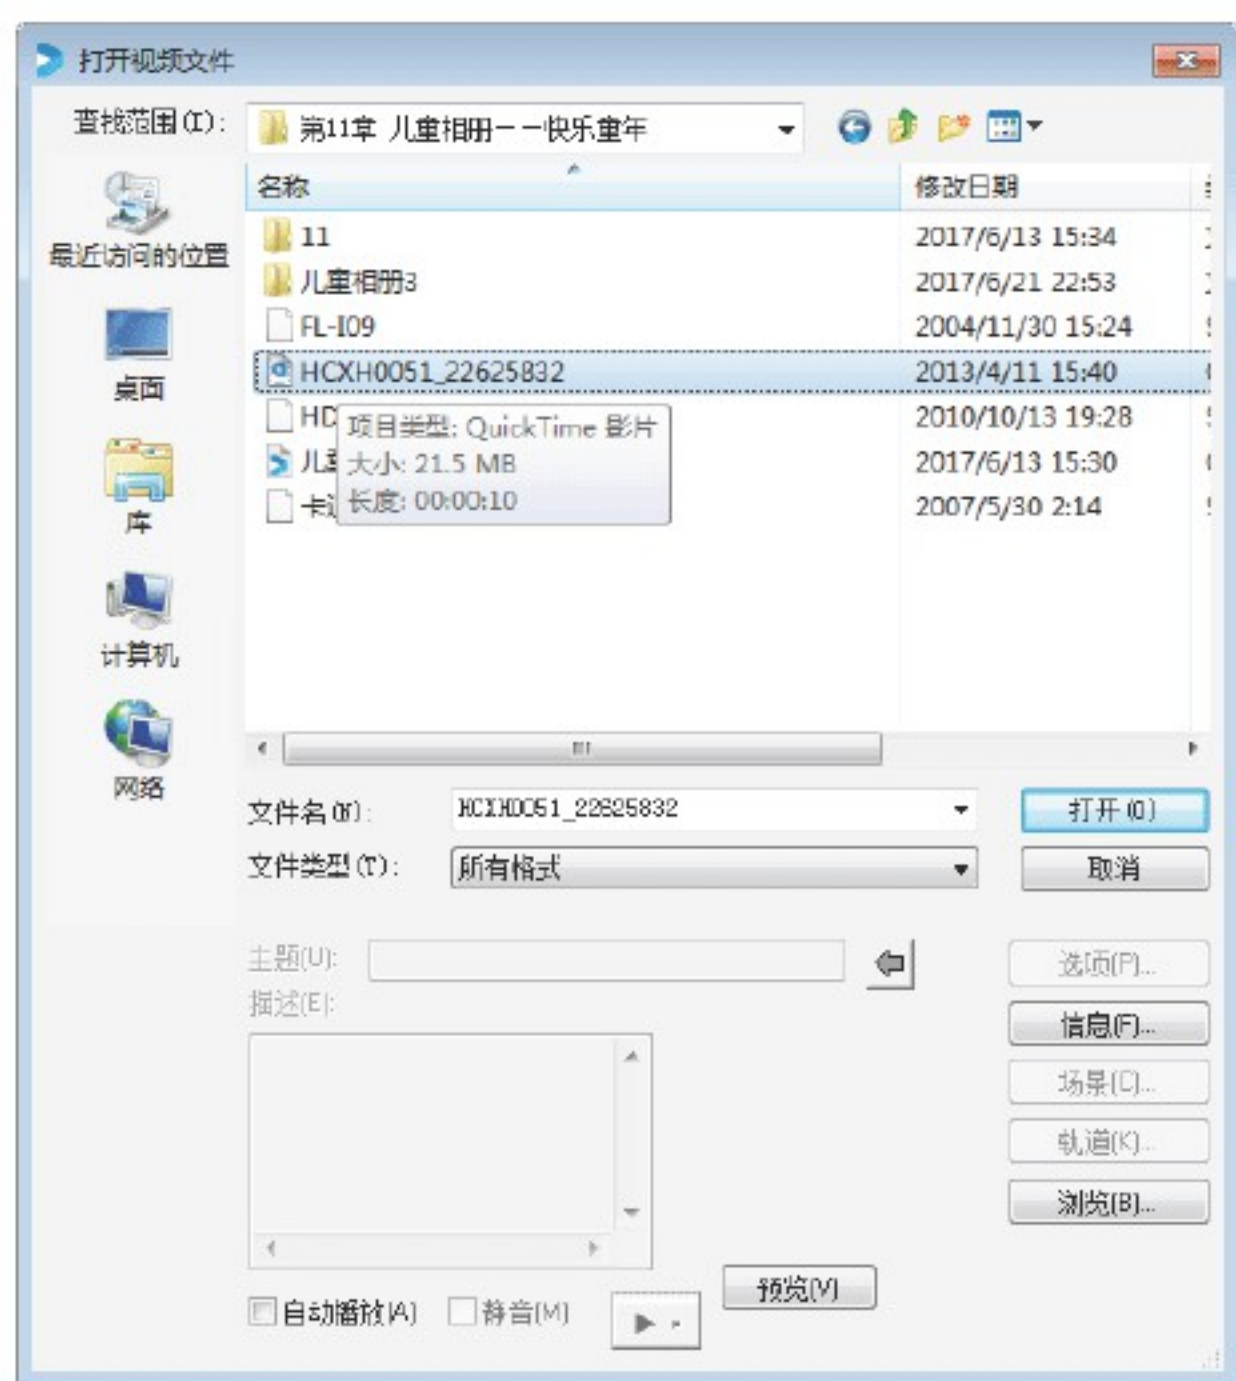 打开视频文件
查找范围(I): 第11章 儿童相册——快乐童年
名称 修改日期
11 2017/6/13 15:34
儿童相册3 2017/6/21 22:53
FL-I09 2004/11/30 15:24
HCXH0051_22625832 2013/4/11 15:40
HD 2010/10/13 19:28
项目类型: QuickTime 影片
儿 2017/6/13 15:30
大小: 21.5 MB
卡 2007/5/30 2:14
长度: 00:00:10
最近访问的位置
桌面
库
计算机
网络
文件名(N): HCXH0051_22625832 打开(O)
文件类型(T): 所有格式 取消
主题(U): 选项(P)...
描述(E): 信息(F)...
场景(C)...
轨道(K)...
浏览(B)...
预览(V)
自动播放(A) 静音(M)